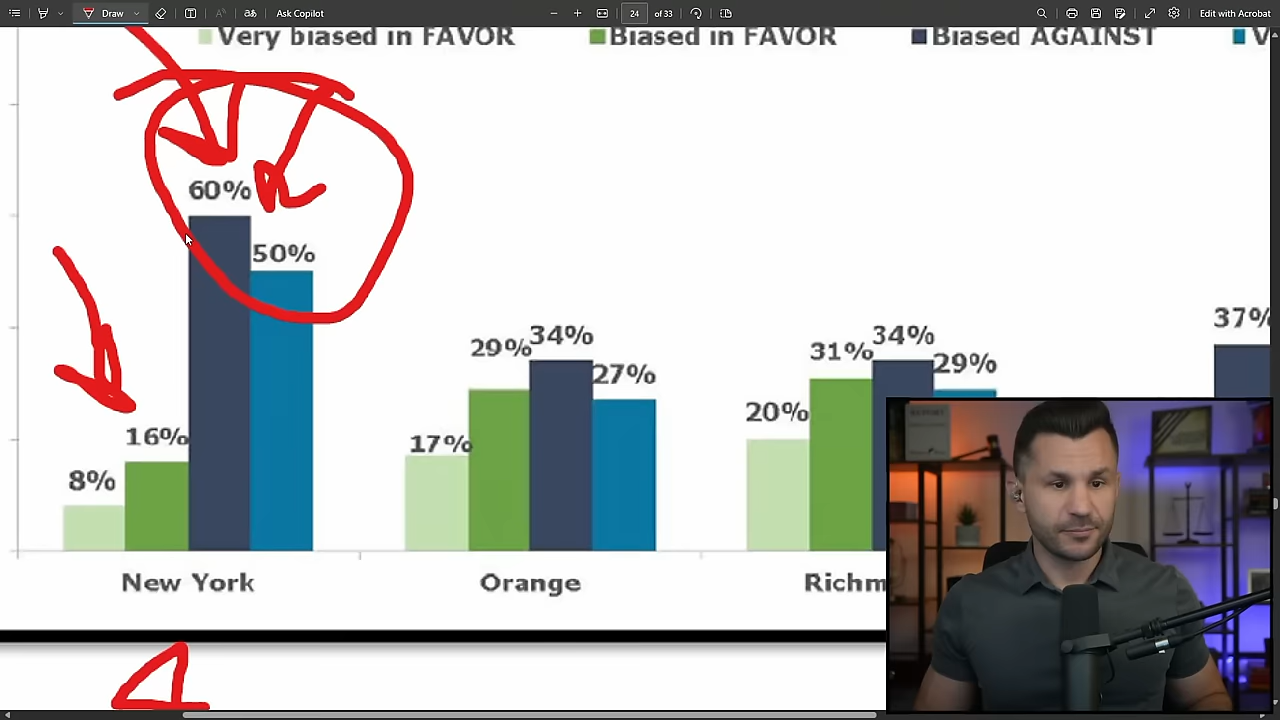 Ask Copilot
24 of 33
Edit with Acrobat
Draw
Very biased in FAVOR
Biased in FAVOR
Biased AGAINST
V
60%
50%
16%
8%
29%
34%
27%
17%
31%
34%
29%
20%
37%
New York
Orange
Richm